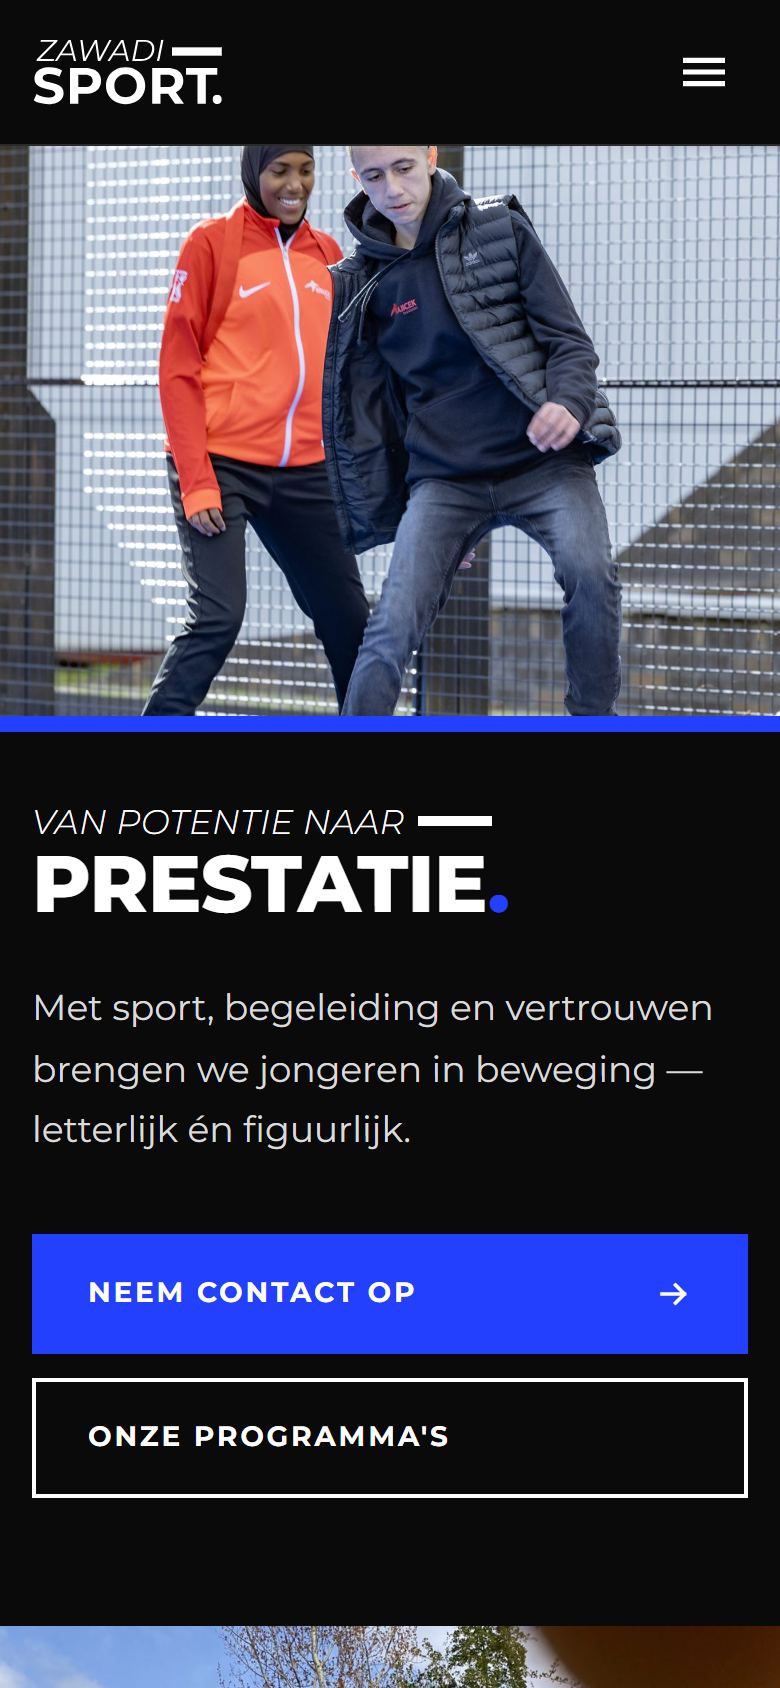 ZAWADI
SPORT.
VAN POTENTIE NAAR
PRESTATIE.
Met sport, begeleiding en vertrouwen
brengen we jongeren in beweging —
letterlijk én figuurlijk.
NEEM CONTACT OP →
ONZE PROGRAMMA'S